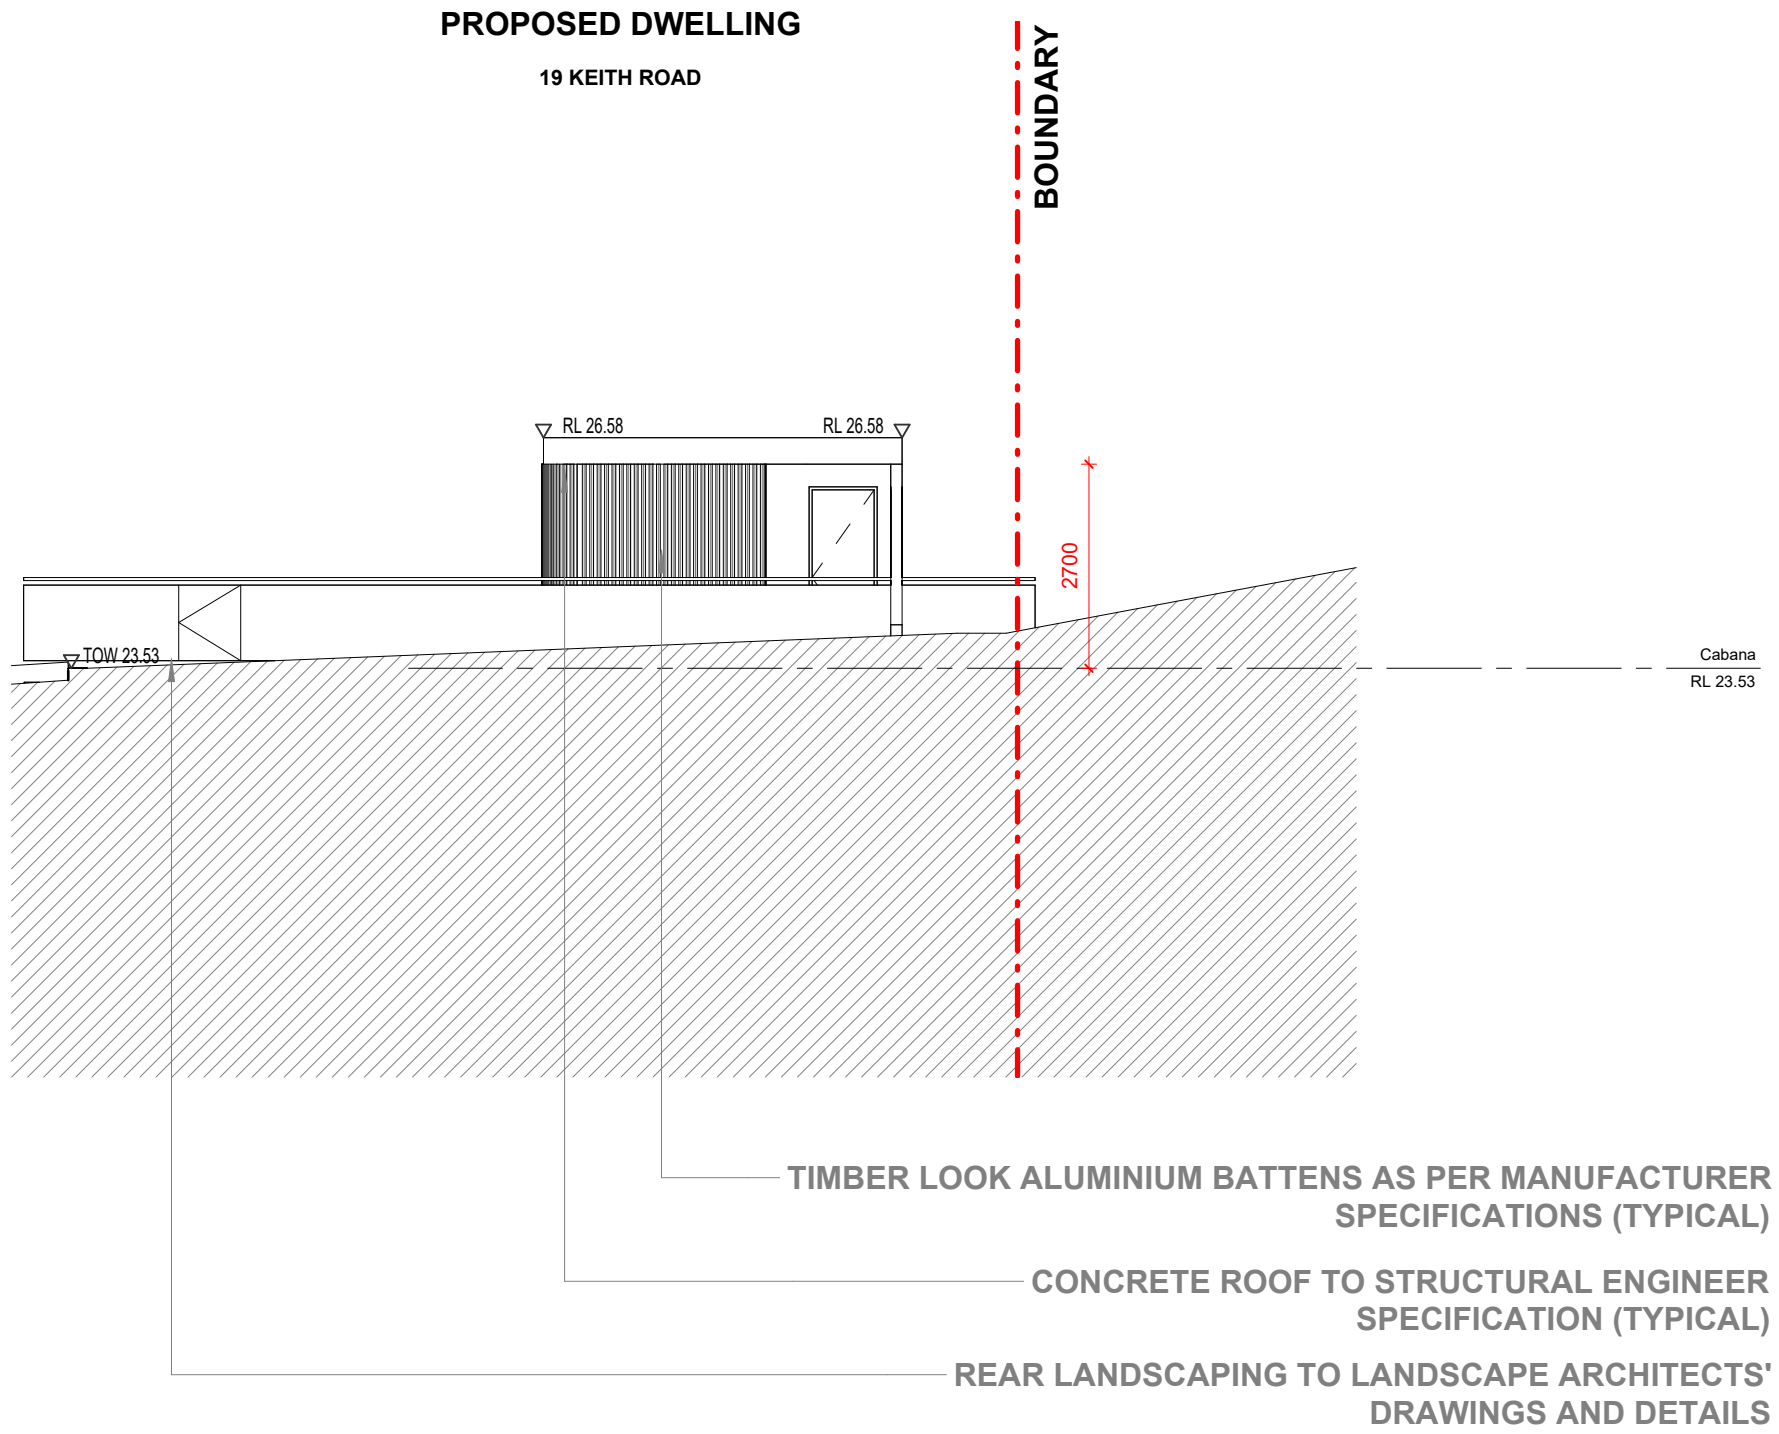 PROPOSED DWELLING
19 KEITH ROAD
BOUNDARY
RL 26.58
RL 26.58
2700
TOW 23.53
Cabana
RL 23.53
TIMBER LOOK ALUMINIUM BATTENS AS PER MANUFACTURER
SPECIFICATIONS (TYPICAL)
CONCRETE ROOF TO STRUCTURAL ENGINEER
SPECIFICATION (TYPICAL)
REAR LANDSCAPING TO LANDSCAPE ARCHITECTS'
DRAWINGS AND DETAILS